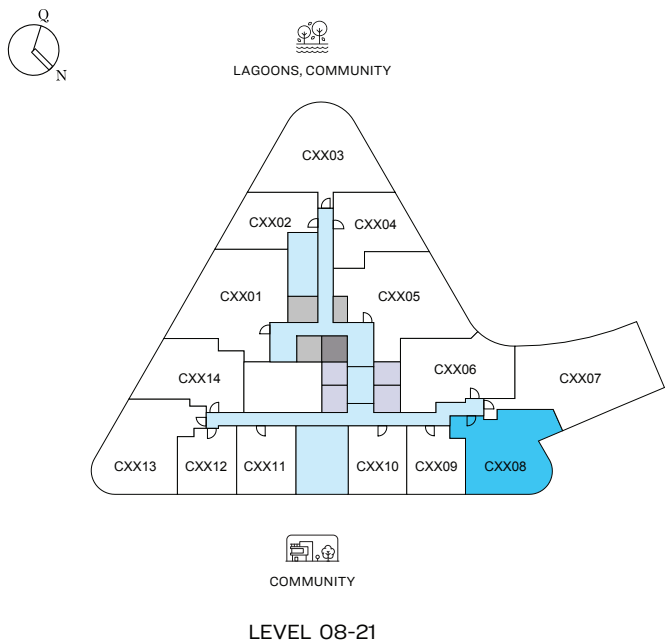 Q
N
LAGOONS, COMMUNITY
CXX03
CXX02
CXX04
CXX01
CXX05
CXX06
CXX14
CXX07
CXX13
CXX12
CXX11
CXX10
CXX09
CXX08
COMMUNITY
LEVEL 08-21